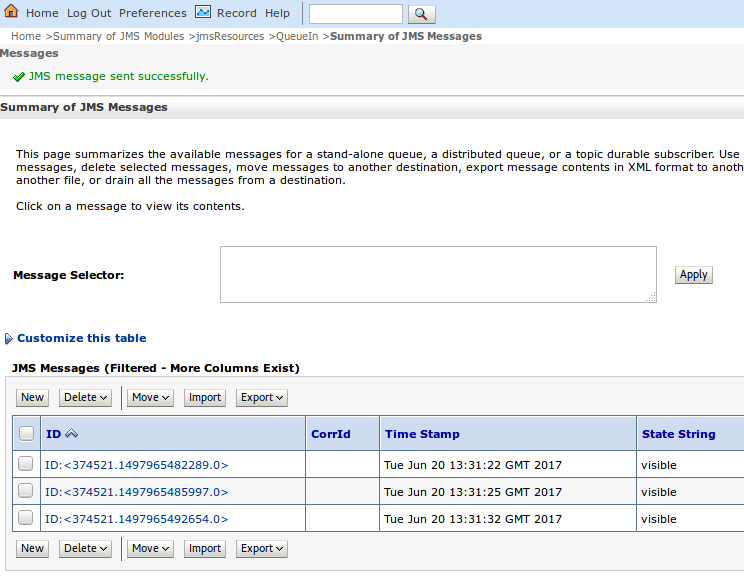 Home Log Out Preferences Record Help
Home >Summary of JMS Modules >jmsResources >QueueIn >Summary of JMS Messages
Messages
JMS message sent successfully.
Summary of JMS Messages
This page summarizes the available messages for a stand-alone queue, a distributed queue, or a topic durable subscriber. Use
messages, delete selected messages, move messages to another destination, export message contents in XML format to anoth
another file, or drain all the messages from a destination.
Click on a message to view its contents.
Message Selector:
Apply
Customize this table
JMS Messages (Filtered - More Columns Exist)
New Delete Move Import Export
ID CorrId Time Stamp State String
ID:<374521.1497965482289.0> Tue Jun 20 13:31:22 GMT 2017 visible
ID:<374521.1497965485997.0> Tue Jun 20 13:31:25 GMT 2017 visible
ID:<374521.1497965492654.0> Tue Jun 20 13:31:32 GMT 2017 visible
New Delete Move Import Export